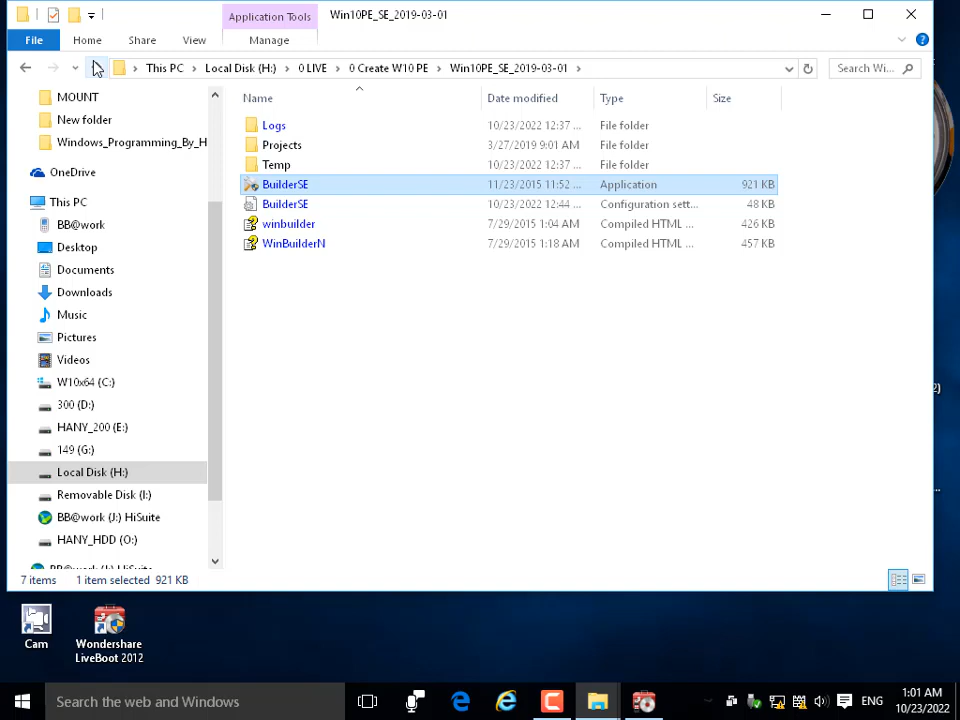 Application Tools
Win10PE_SE_2019-03-01
File
Home
Share
View
Manage
This PC
Local Disk (H:)
0 LIVE
0 Create W10 PE
Win10PE_SE_2019-03-01
Search Wi...
Name
Date modified
Type
Size
Logs
10/23/2022 12:37 ...
File folder
Projects
3/27/2019 9:01 AM
File folder
Temp
10/23/2022 12:37 ...
File folder
BuilderSE
11/23/2015 11:52 ...
Application
921 KB
BuilderSE
10/23/2022 12:44 ...
Configuration sett...
48 KB
winbuilder
7/29/2015 1:04 AM
Compiled HTML ...
426 KB
WinBuilderN
7/29/2015 1:18 AM
Compiled HTML ...
457 KB
MOUNT
New folder
Windows_Programming_By_H
OneDrive
This PC
BB@work
Desktop
Documents
Downloads
Music
Pictures
Videos
W10x64 (C:)
300 (D:)
HANY_200 (E:)
149 (G:)
Local Disk (H:)
Removable Disk (I:)
BB@work (J:) HiSuite
HANY_HDD (O:)
BB@work (J:) HiSuite
7 items
1 item selected 921 KB
Cam
Wondershare
LiveBoot 2012
Search the web and Windows
ENG
1:01 AM
10/23/2022